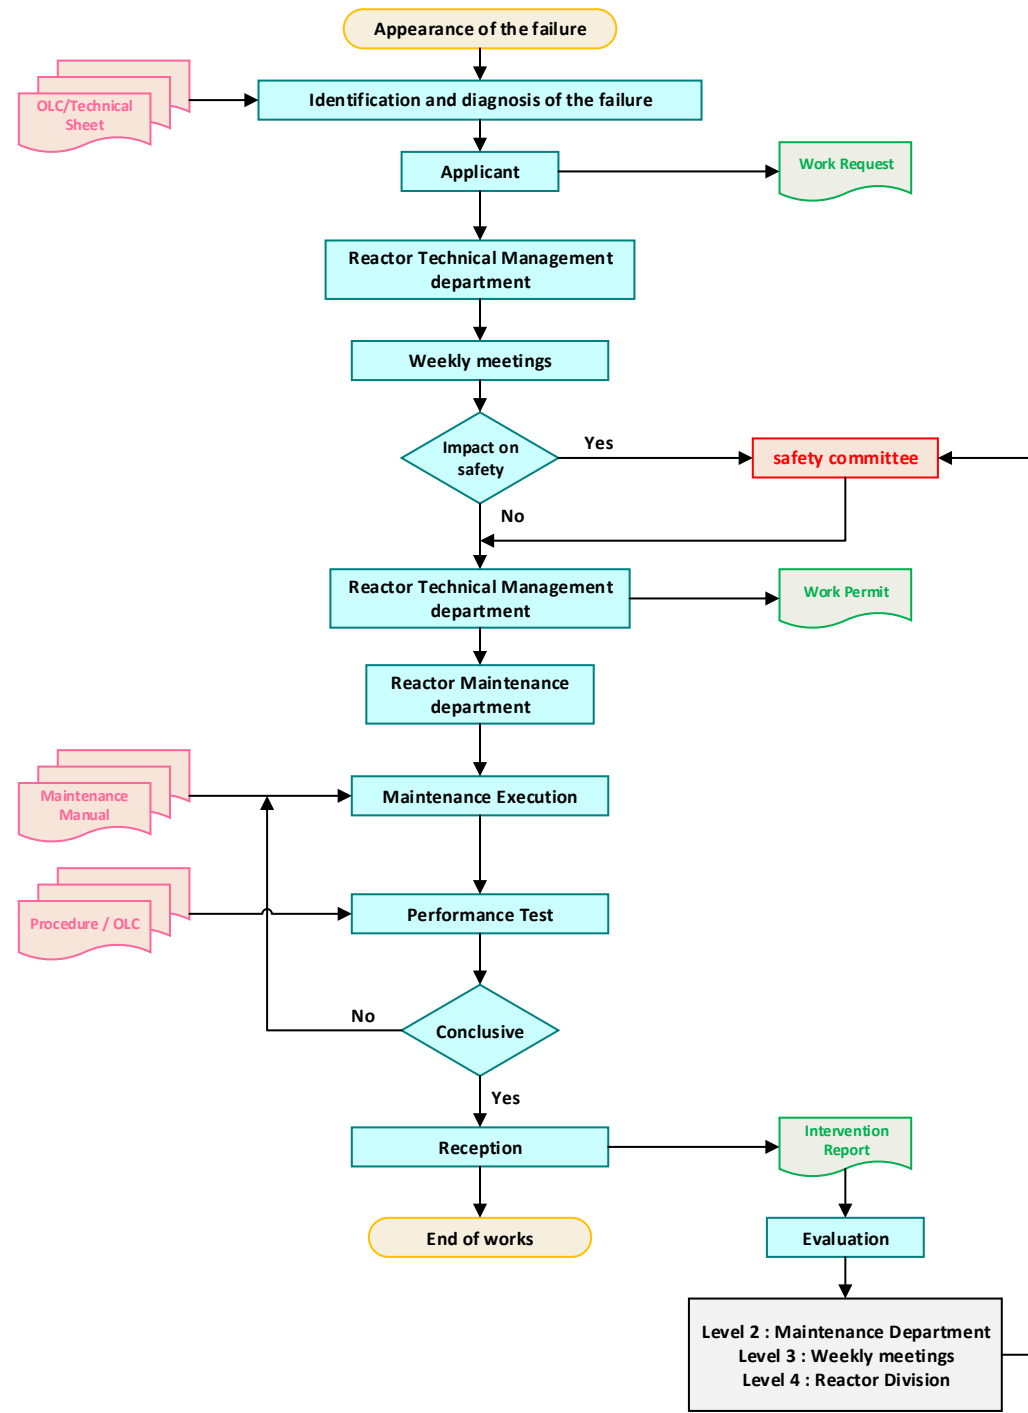 Appearance of the failure
OLC/Technical
Sheet
Identification and diagnosis of the failure
Applicant
Work Request
Reactor Technical Management
department
Weekly meetings
Impact on
safety
Yes
safety committee
No
Reactor Technical Management
department
Work Permit
Reactor Maintenance
department
Maintenance
Manual
Maintenance Execution
Procedure / OLC
Performance Test
No
Conclusive
Yes
Reception
Intervention
Report
End of works
Evaluation
Level 2 : Maintenance Department
Level 3 : Weekly meetings
Level 4 : Reactor Division